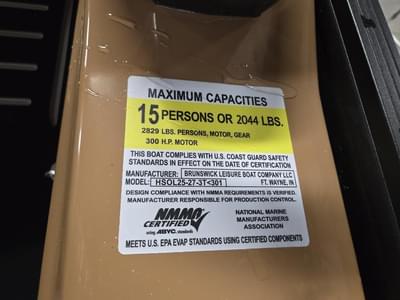 MAXIMUM CAPACITIES
15 PERSONS OR 2044 LBS.
2829 LBS. PERSONS, MOTOR, GEAR
300 H.P. MOTOR
THIS BOAT COMPLIES WITH U.S. COAST GUARD SAFETY
STANDARDS IN EFFECT ON THE DATE OF CERTIFICATION
MANUFACTURER: BRUNSWICK LEISURE BOAT COMPANY LLC
MODEL: HSOL25-27-3T<301 FT. WAYNE, IN
DESIGN COMPLIANCE WITH NMMA REQUIREMENTS IS VERIFIED.
MANUFACTURER RESPONSIBLE FOR PRODUCTION CONTROL.
NMMA
CERTIFIED
using ABYC standards
NATIONAL MARINE
MANUFACTURERS
ASSOCIATION
MEETS U.S. EPA EVAP STANDARDS USING CERTIFIED COMPONENTS